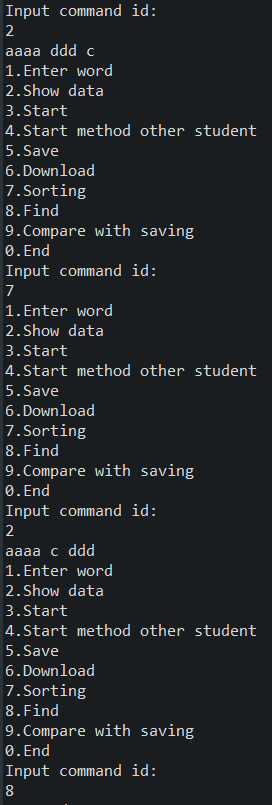 Input command id:
2
aaaa ddd c
1.Enter word
2.Show data
3.Start
4.Start method other student
5.Save
6.Download
7.Sorting
8.Find
9.Compare with saving
0.End
Input command id:
7
1.Enter word
2.Show data
3.Start
4.Start method other student
5.Save
6.Download
7.Sorting
8.Find
9.Compare with saving
0.End
Input command id:
2
aaaa c ddd
1.Enter word
2.Show data
3.Start
4.Start method other student
5.Save
6.Download
7.Sorting
8.Find
9.Compare with saving
0.End
Input command id:
8